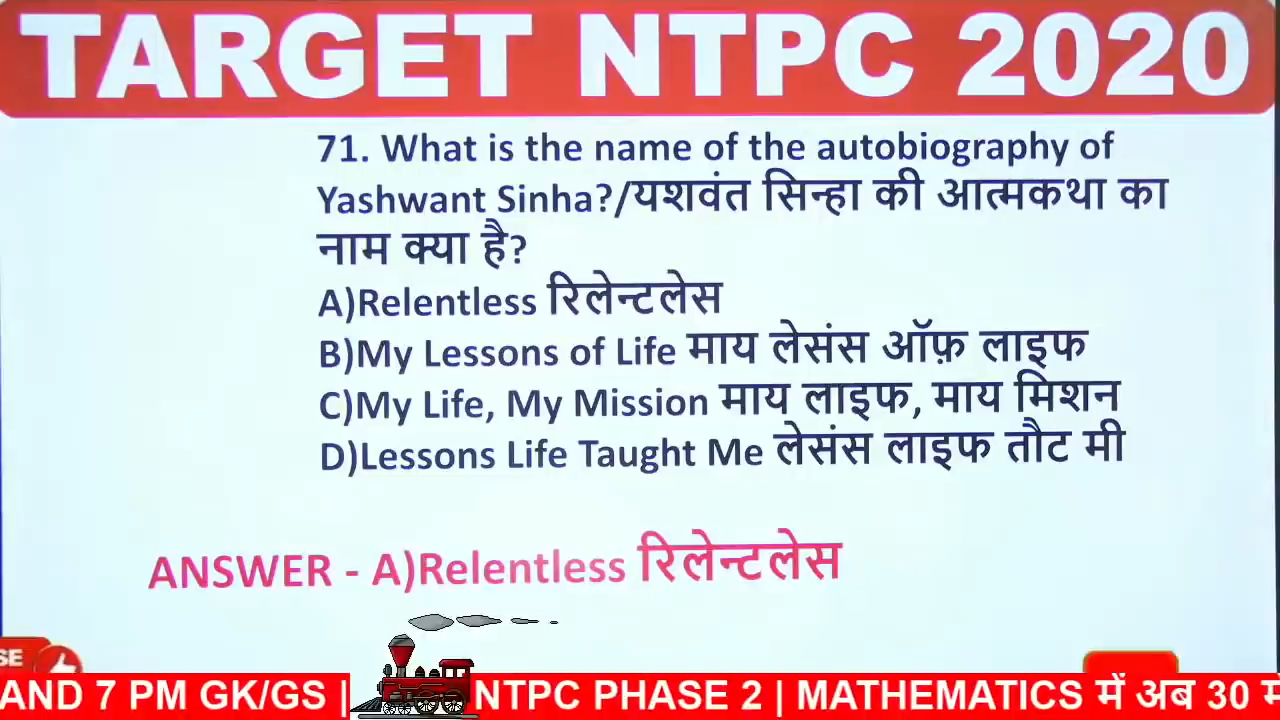 TARGET NTPC 2020
71. What is the name of the autobiography of
Yashwant Sinha?/यशवंत सिन्हा की आत्मकथा का
नाम क्या है?
A)Relentless रिलेन्टलेस
B)My Lessons of Life माय लेसंस ऑफ़ लाइफ
C)My Life, My Mission माय लाइफ, माय मिशन
D)Lessons Life Taught Me लेसंस लाइफ तौट मी
ANSWER - A)Relentless रिलेन्टलेस
SE
AND 7 PM GK/GS | NTPC PHASE 2 | MATHEMATICS में अब 30